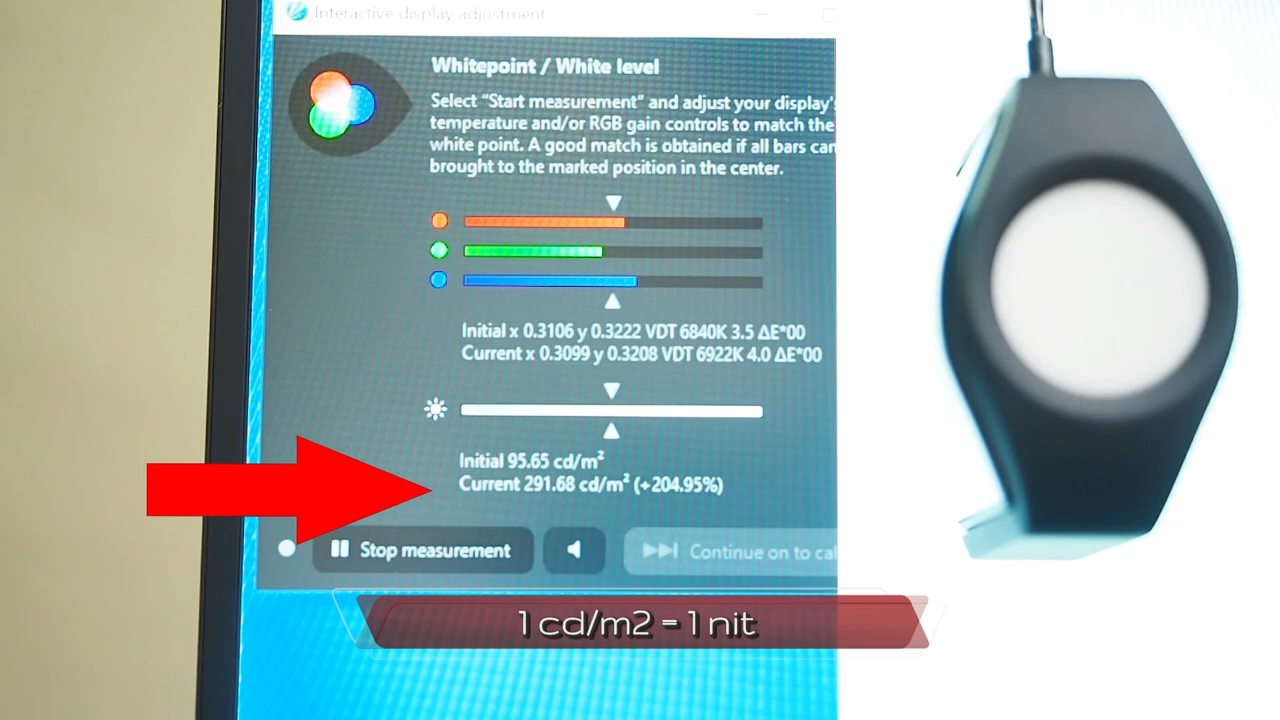 Interactive display adjustment
Whitepoint / White level
Select "Start measurement" and adjust your display's
temperature and/or RGB gain controls to match the
white point. A good match is obtained if all bars can
brought to the marked position in the center.
Initial x 0.3106 y 0.3222 VDT 6840K 3.5 ΔE*00
Current x 0.3099 y 0.3208 VDT 6922K 4.0 ΔE*00
Initial 95.65 cd/m²
Current 291.68 cd/m² (+204.95%)
Stop measurement
Continue on to cal
1 cd/m2 = 1 nit